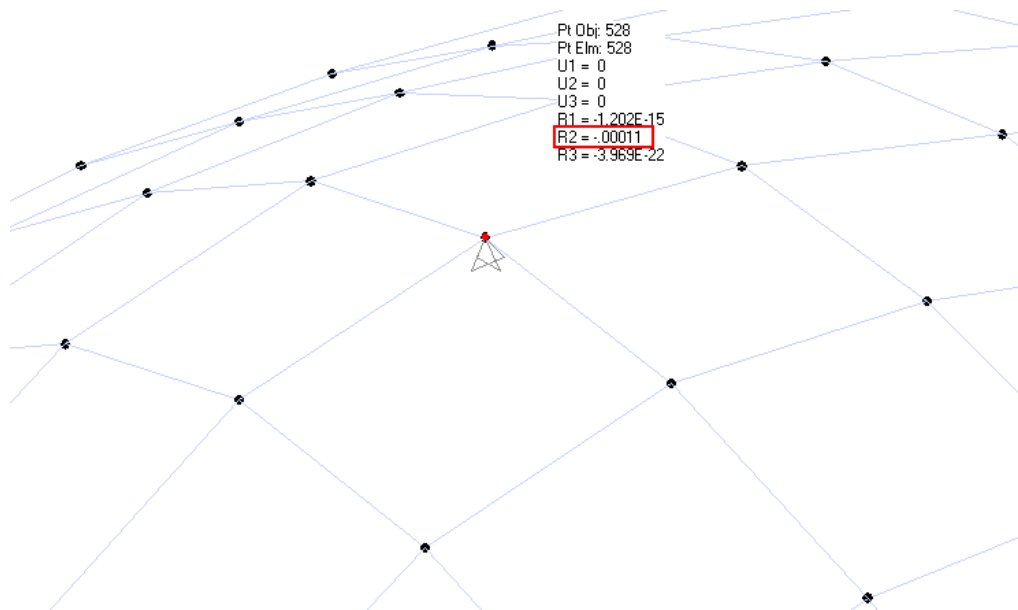 Pt Obj: 528
Pt Elm: 528
U1 = 0
U2 = 0
U3 = 0
R1 = -1.202E-15
R2 = -.00011
R3 = -3.969E-22